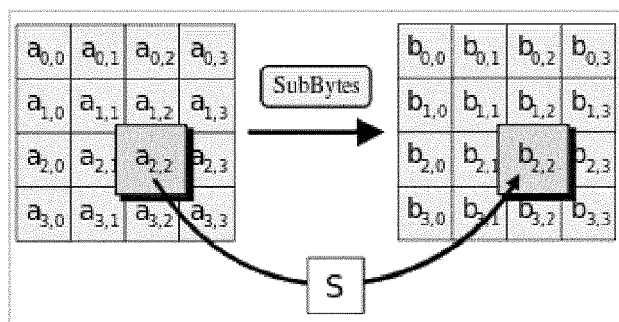 a0,0 a0,1 a0,2 a0,3
a1,0 a1,1 a1,2 a1,3
a2,0 a2,1 a2,2 a2,3
a3,0 a3,1 a3,2 a3,3
SubBytes
b0,0 b0,1 b0,2 b0,3
b1,0 b1,1 b1,2 b1,3
b2,0 b2,1 b2,2 b2,3
b3,0 b3,1 b3,2 b3,3
S